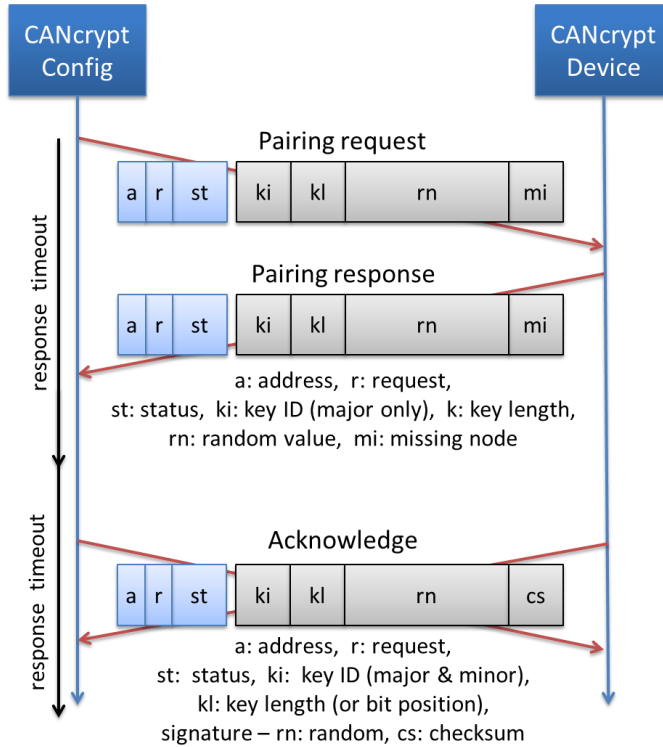 CANcrypt
Config
CANcrypt
Device
Pairing request
a r st ki kl rn mi
Pairing response
a r st ki kl rn mi
response timeout
a: address, r: request,
st: status, ki: key ID (major only), k: key length,
rn: random value, mi: missing node
Acknowledge
a r st ki kl rn cs
response timeout
a: address, r: request,
st: status, ki: key ID (major & minor),
kl: key length (or bit position),
signature – rn: random, cs: checksum